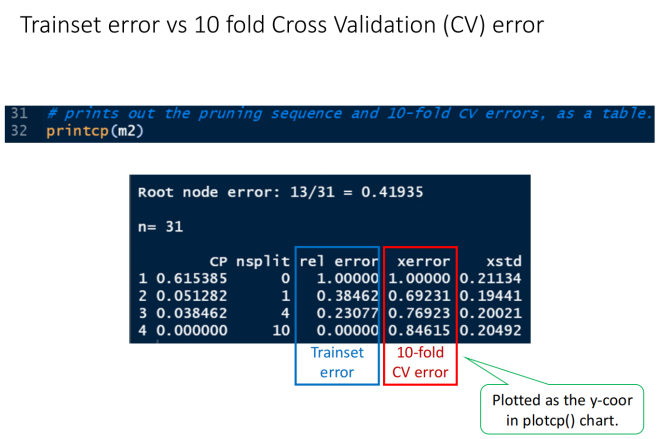 Trainset error vs 10 fold Cross Validation (CV) error
31 # prints out the pruning sequence and 10-fold CV errors, as a table.
32 printcp(m2)
Root node error: 13/31 = 0.41935
n= 31
CP nsplit rel error xerror xstd
1 0.615385 0 1.00000 1.00000 0.21134
2 0.051282 1 0.38462 0.69231 0.19441
3 0.038462 4 0.23077 0.76923 0.20021
4 0.000000 10 0.00000 0.84615 0.20492
Trainset error
10-fold CV error
Plotted as the y-coor
in plotcp() chart.